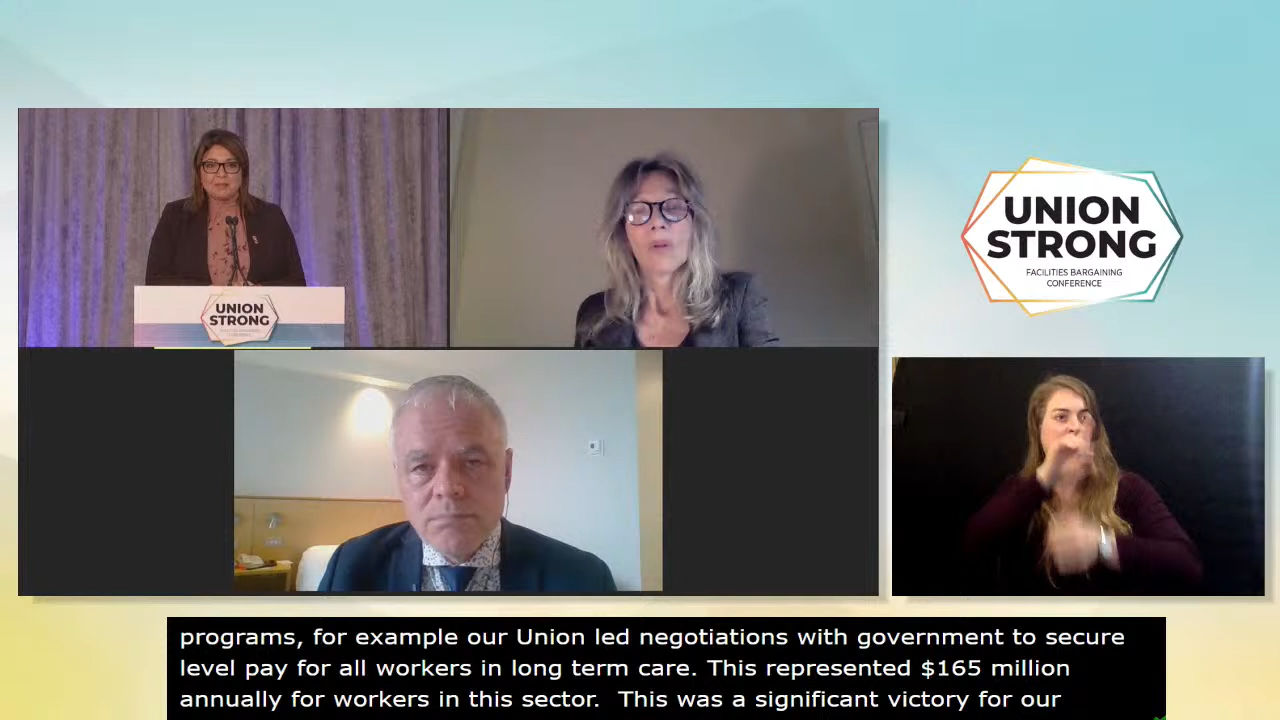 UNION
STRONG
UNION
STRONG
FACILITIES BARGAINING
CONFERENCE
programs, for example our Union led negotiations with government to secure
level pay for all workers in long term care. This represented $165 million
annually for workers in this sector.  This was a significant victory for our